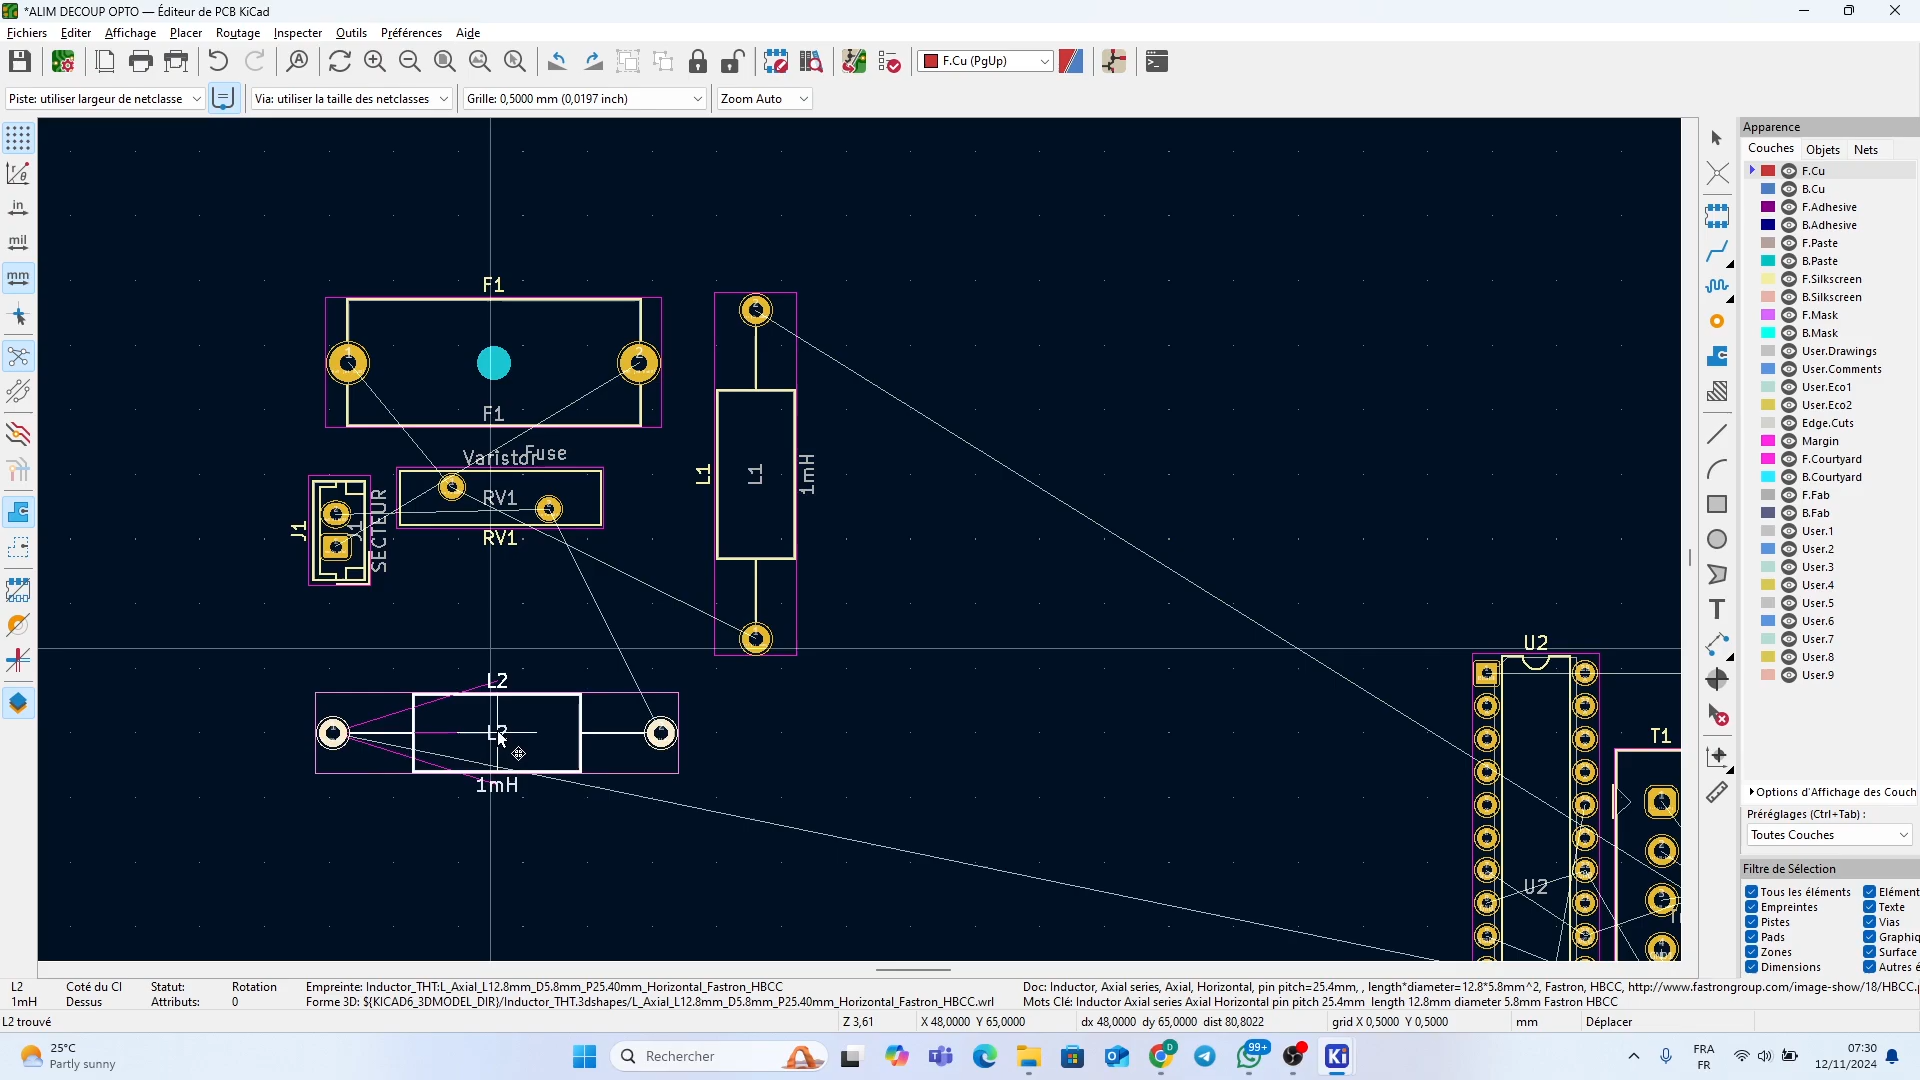 *ALIM DECOUP OPTO — Éditeur de PCB KiCad
Fichiers Editer Affichage Placer Routage Inspecter Outils Préférences Aide
F.Cu (PgUp)
Piste: utiliser largeur de netclasse Via: utiliser la taille des netclasses Grille: 0,5000 mm (0,0197 inch) Zoom Auto
in
mil
mm
F1
F1
Fuse
Varistor
RV1
RV1
J1
J1
SECTEUR
L1
L1
1mH
L2
L2
1mH
U2
U2
T1
Apparence
Couches Objets Nets
F.Cu
B.Cu
F.Adhesive
B.Adhesive
F.Paste
B.Paste
F.Silkscreen
B.Silkscreen
F.Mask
B.Mask
User.Drawings
User.Comments
User.Eco1
User.Eco2
Edge.Cuts
Margin
F.Courtyard
B.Courtyard
F.Fab
B.Fab
User.1
User.2
User.3
User.4
User.5
User.6
User.7
User.8
User.9
Options d'Affichage des Couch
Préréglages (Ctrl+Tab) :
Toutes Couches
Filtre de Sélection
Tous les éléments Elément
Empreintes Texte
Pistes Vias
Pads Graphiq
Zones Surface
Dimensions Autres é
L2 Coté du CI Statut: Rotation Empreinte: Inductor_THT:L_Axial_L12.8mm_D5.8mm_P25.40mm_Horizontal_Fastron_HBCC Doc: Inductor, Axial series, Axial, Horizontal, pin pitch=25.4mm, , length*diameter=12.8*5.8mm^2, Fastron, HBCC, http://www.fastrongroup.com/image-show/18/HBCC.
1mH Dessus Attributs: 0 Forme 3D: ${KICAD6_3DMODEL_DIR}/Inductor_THT.3dshapes/L_Axial_L12.8mm_D5.8mm_P25.40mm_Horizontal_Fastron_HBCC.wrl Mots Clé: Inductor Axial series Axial Horizontal pin pitch 25.4mm length 12.8mm diameter 5.8mm Fastron HBCC
L2 trouvé Z 3,61 X 48,0000 Y 65,0000 dx 48,0000 dy 65,0000 dist 80,8022 grid X 0,5000 Y 0,5000 mm Déplacer
25°C
Partly sunny
Rechercher
99+
FRA
FR
07:30
12/11/2024